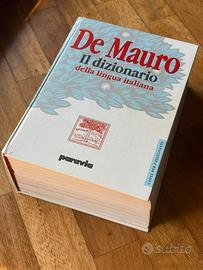 De Mauro
Il dizionario
della lingua italiana
paravia
subito